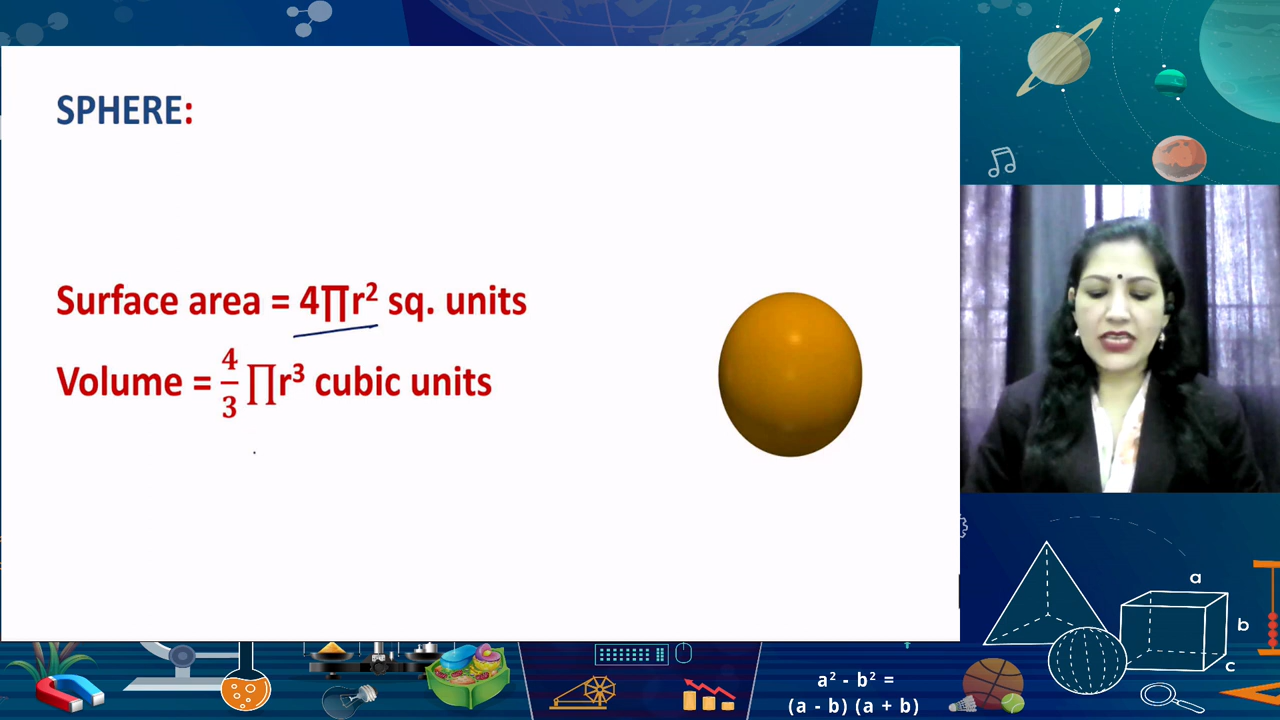 SPHERE:
Surface area = 4∏r² sq. units
Volume = 4/3 ∏r³ cubic units
a
b
c
a² - b² =
(a - b) (a + b)